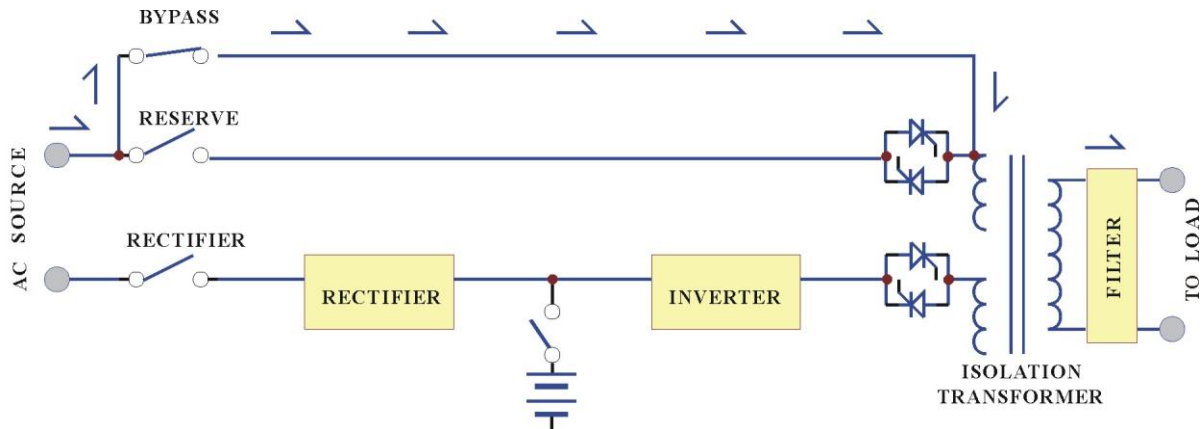 BYPASS
RESERVE
AC SOURCE
RECTIFIER
RECTIFIER
INVERTER
FILTER
TO LOAD
ISOLATION
TRANSFORMER